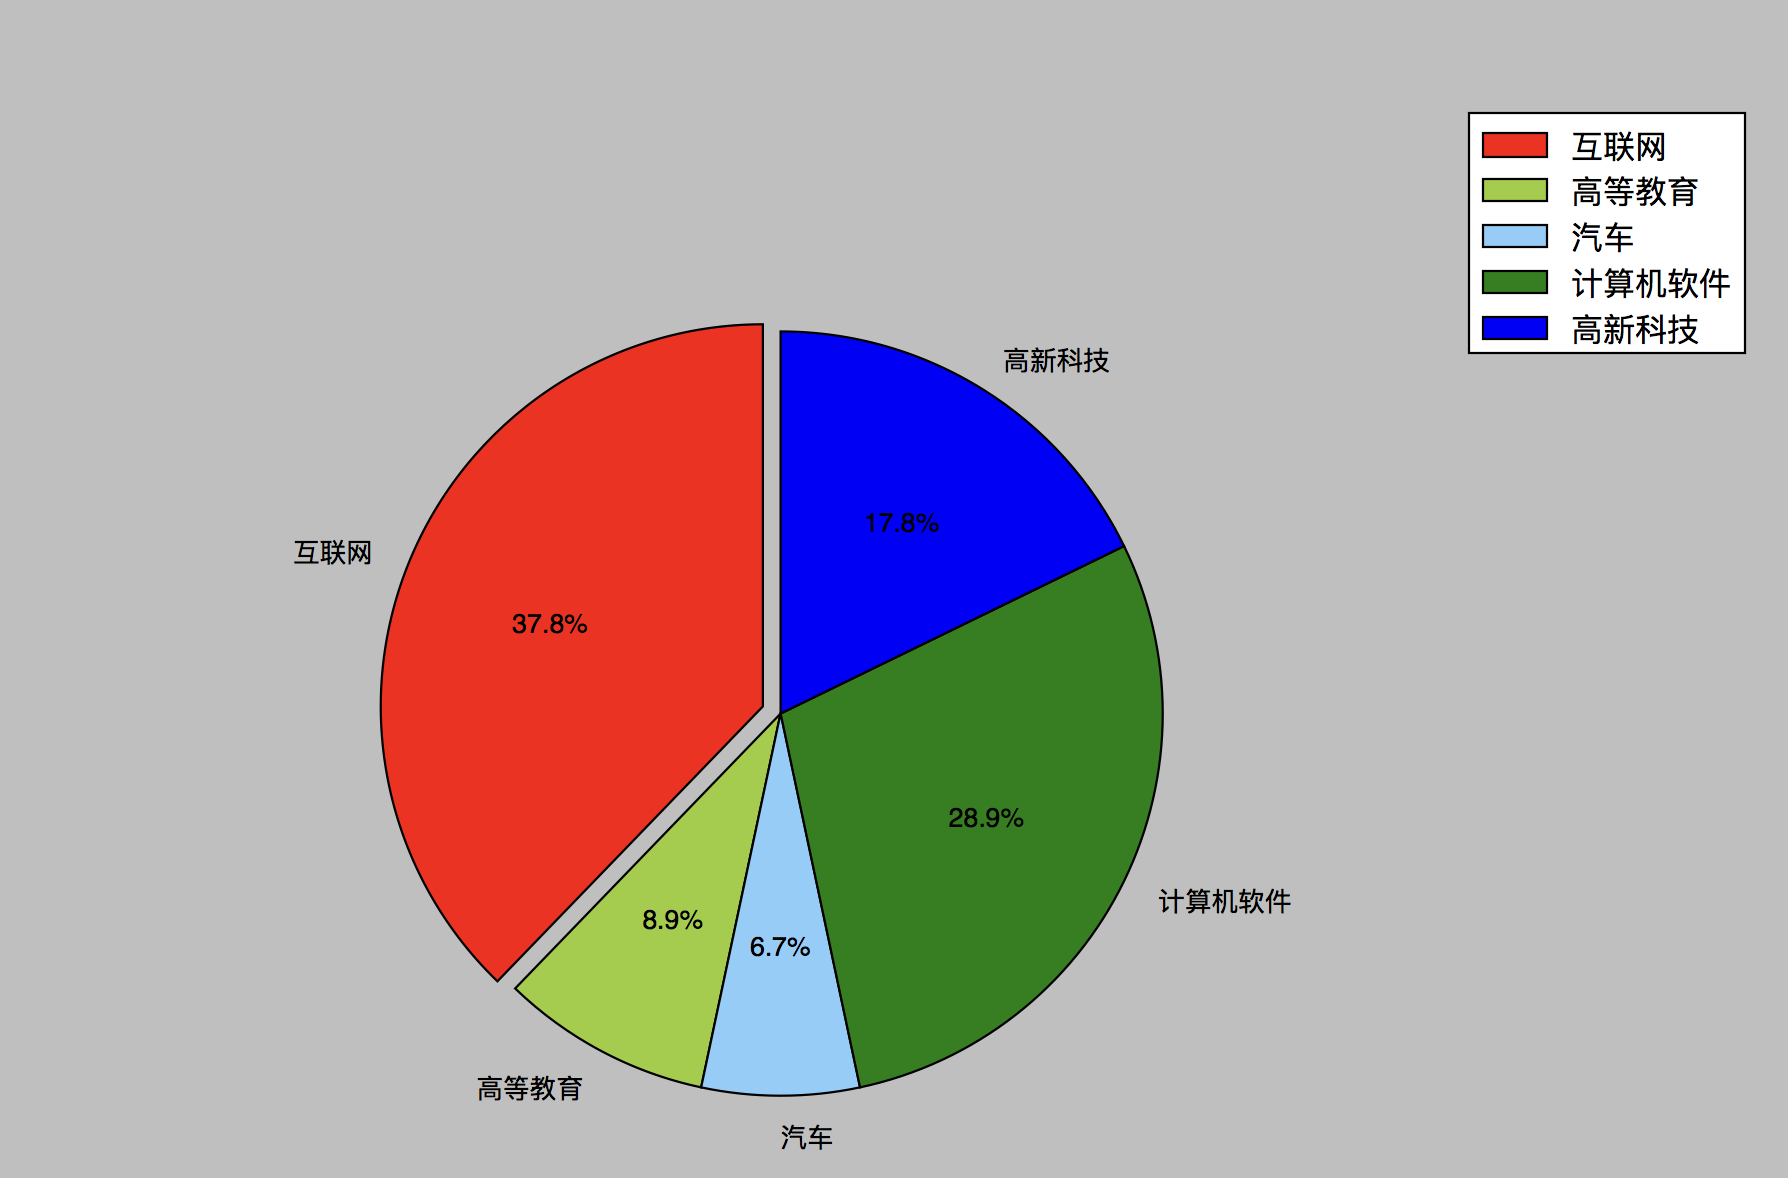 互联网
高等教育
汽车
计算机软件
高新科技
高新科技
17.8%
互联网
37.8%
28.9%
计算机软件
8.9%
6.7%
高等教育
汽车